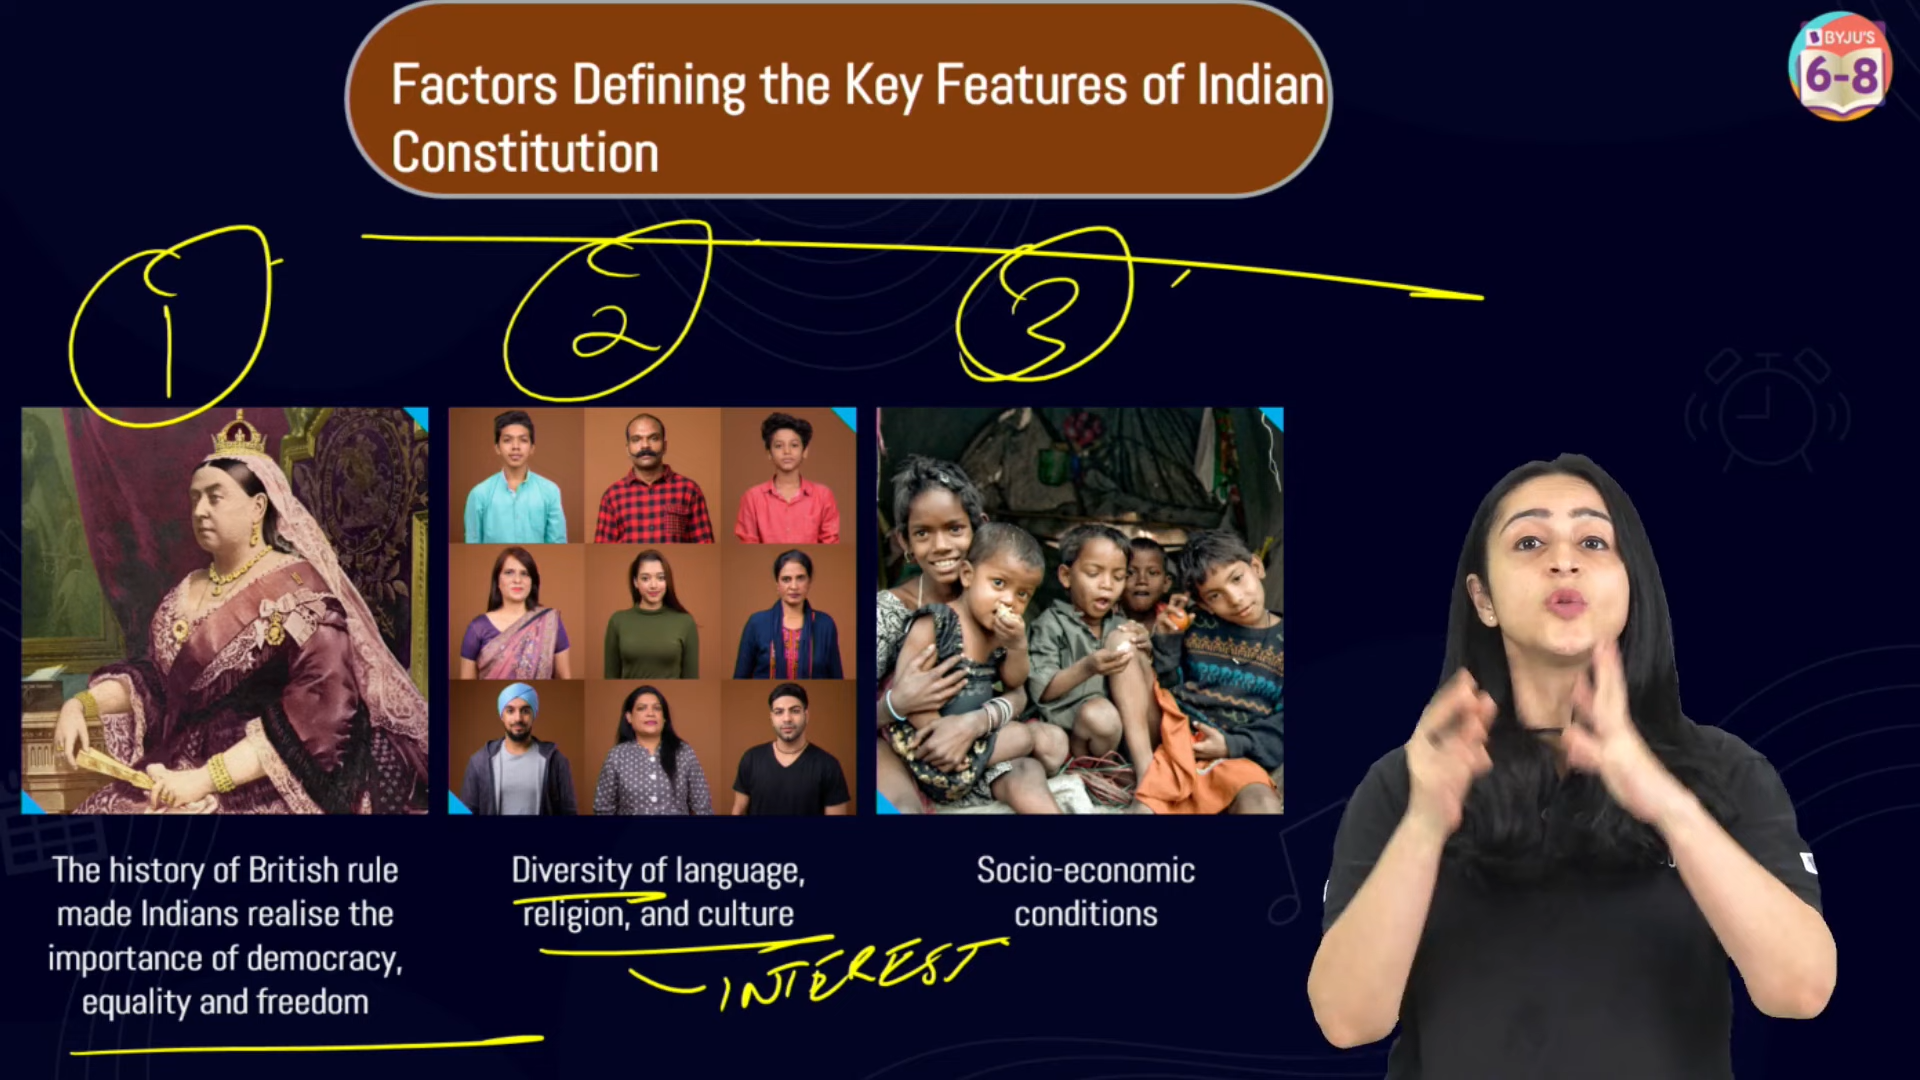 Factors Defining the Key Features of Indian
Constitution
BYJU'S
6-8
1
2
3
The history of British rule
made Indians realise the
importance of democracy,
equality and freedom
Diversity of language,
religion, and culture
INTEREST
Socio-economic
conditions